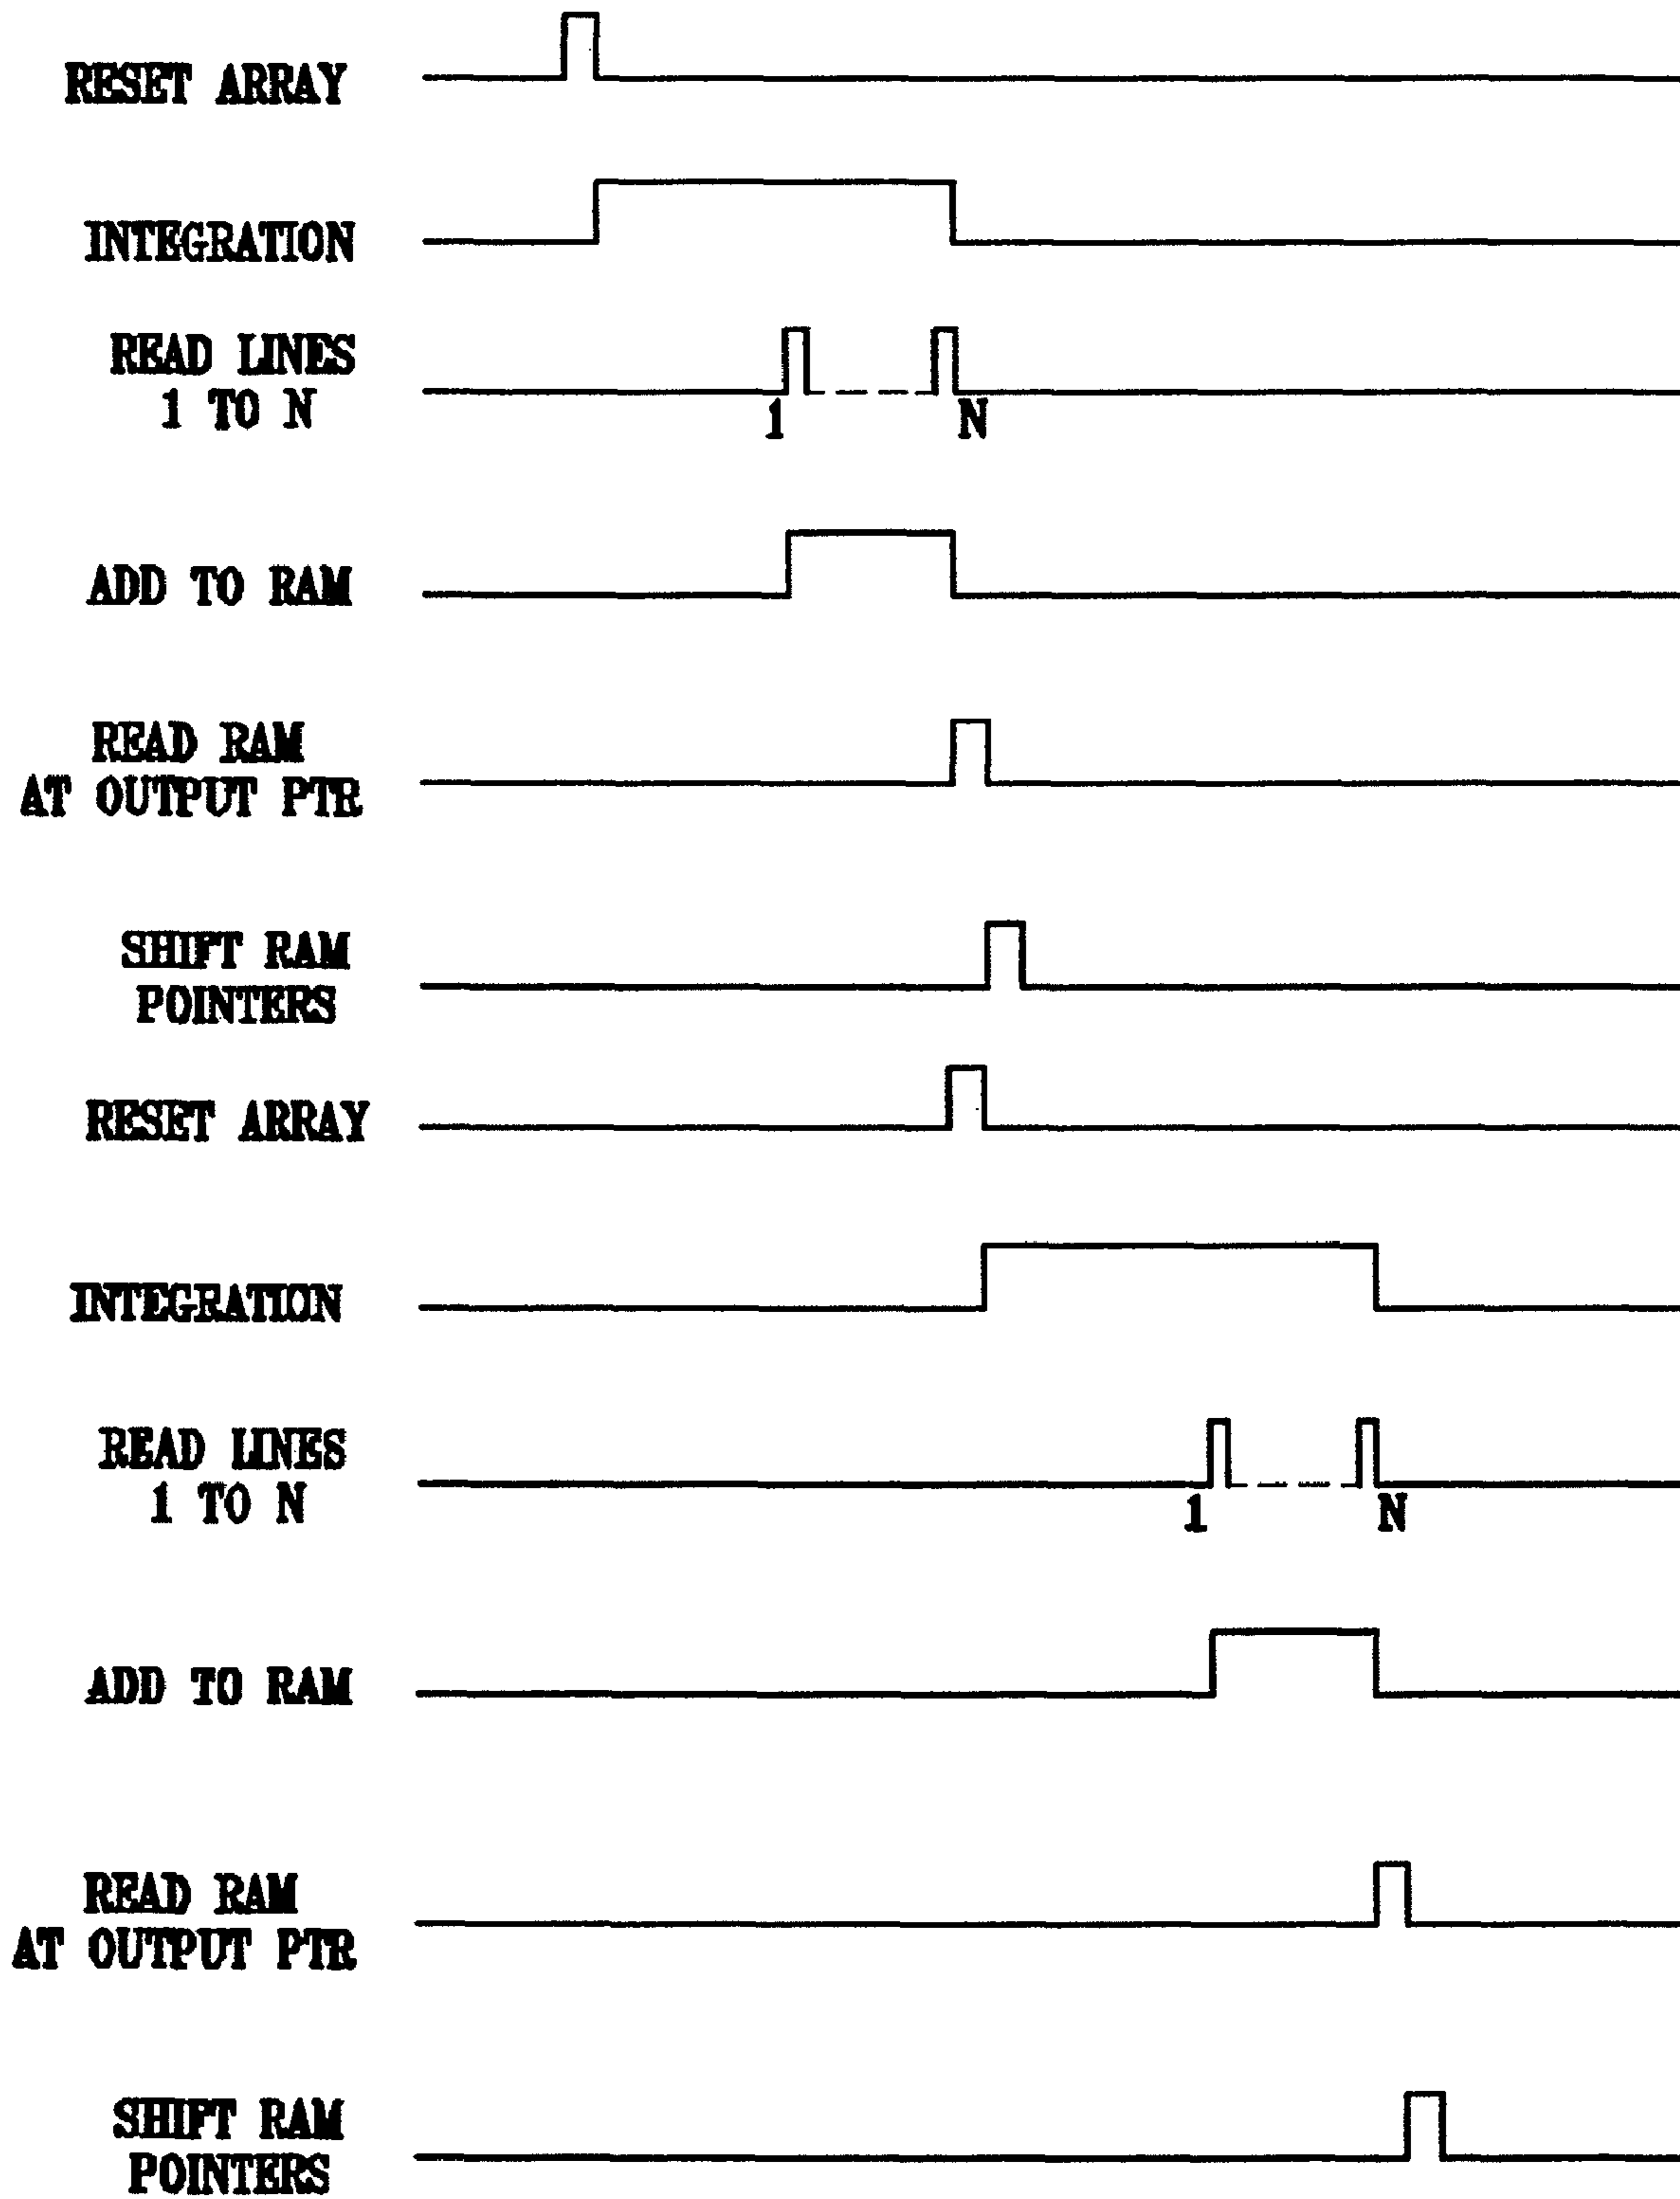 RESET ARRAY
INTEGRATION
READ LINES
1 TO N
1
N
ADD TO RAM
READ RAM
AT OUTPUT PTR
SHIFT RAM
POINTERS
RESET ARRAY
INTEGRATION
READ LINES
1 TO N
1
N
ADD TO RAM
READ RAM
AT OUTPUT PTR
SHIFT RAM
POINTERS